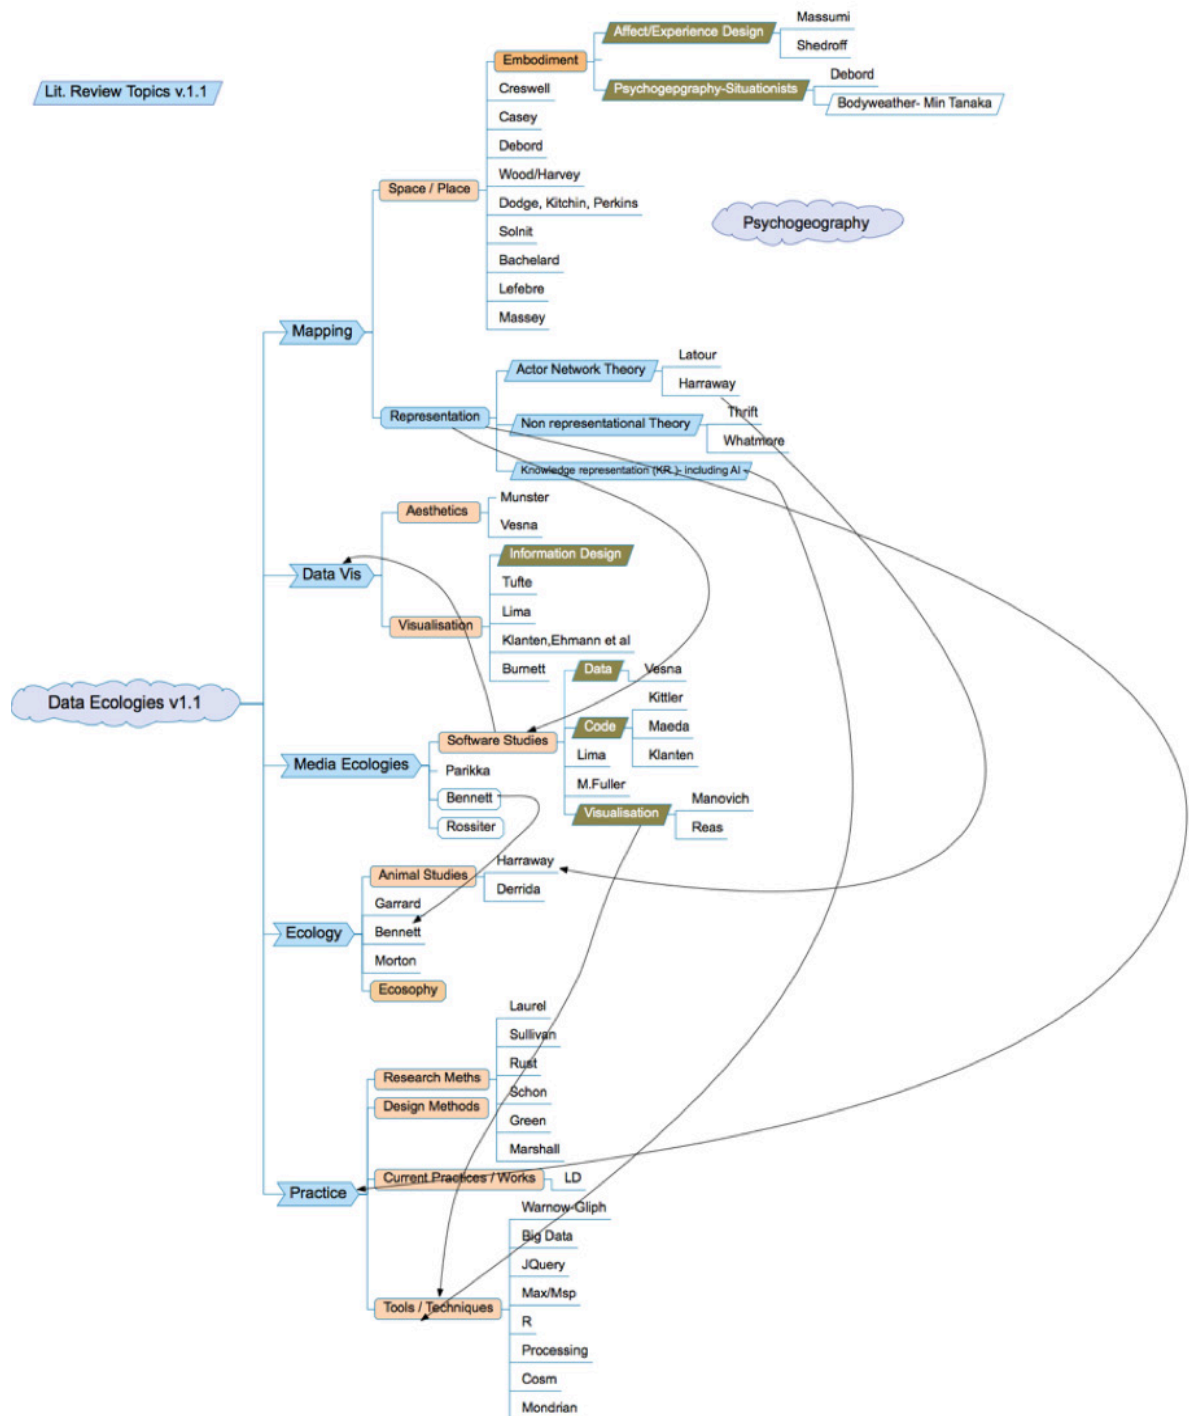 Lit. Review Topics v.1.1
Data Ecologies v1.1
Psychogeography
Mapping
Space / Place
Embodiment
Affect/Experience Design
Massumi
Shedroff
Psychogepgraphy-Situationists
Debord
Bodyweather- Min Tanaka
Creswell
Casey
Debord
Wood/Harvey
Dodge, Kitchin, Perkins
Solnit
Bachelard
Lefebre
Massey
Representation
Actor Network Theory
Latour
Harraway
Non representational Theory
Thrift
Whatmore
Knowledge representation (KR )- including AI
Data Vis
Aesthetics
Munster
Vesna
Visualisation
Information Design
Tufte
Lima
Klanten,Ehmann et al
Burnett
Media Ecologies
Software Studies
Data
Vesna
Code
Kittler
Maeda
Klanten
Lima
M.Fuller
Visualisation
Manovich
Reas
Parikka
Bennett
Rossiter
Ecology
Animal Studies
Harraway
Derrida
Garrard
Bennett
Morton
Ecosophy
Practice
Research Meths
Laurel
Sullivan
Rust
Schon
Green
Marshall
Design Methods
Current Practices / Works
LD
Tools / Techniques
Warnow-Gliph
Big Data
JQuery
Max/Msp
R
Processing
Cosm
Mondrian